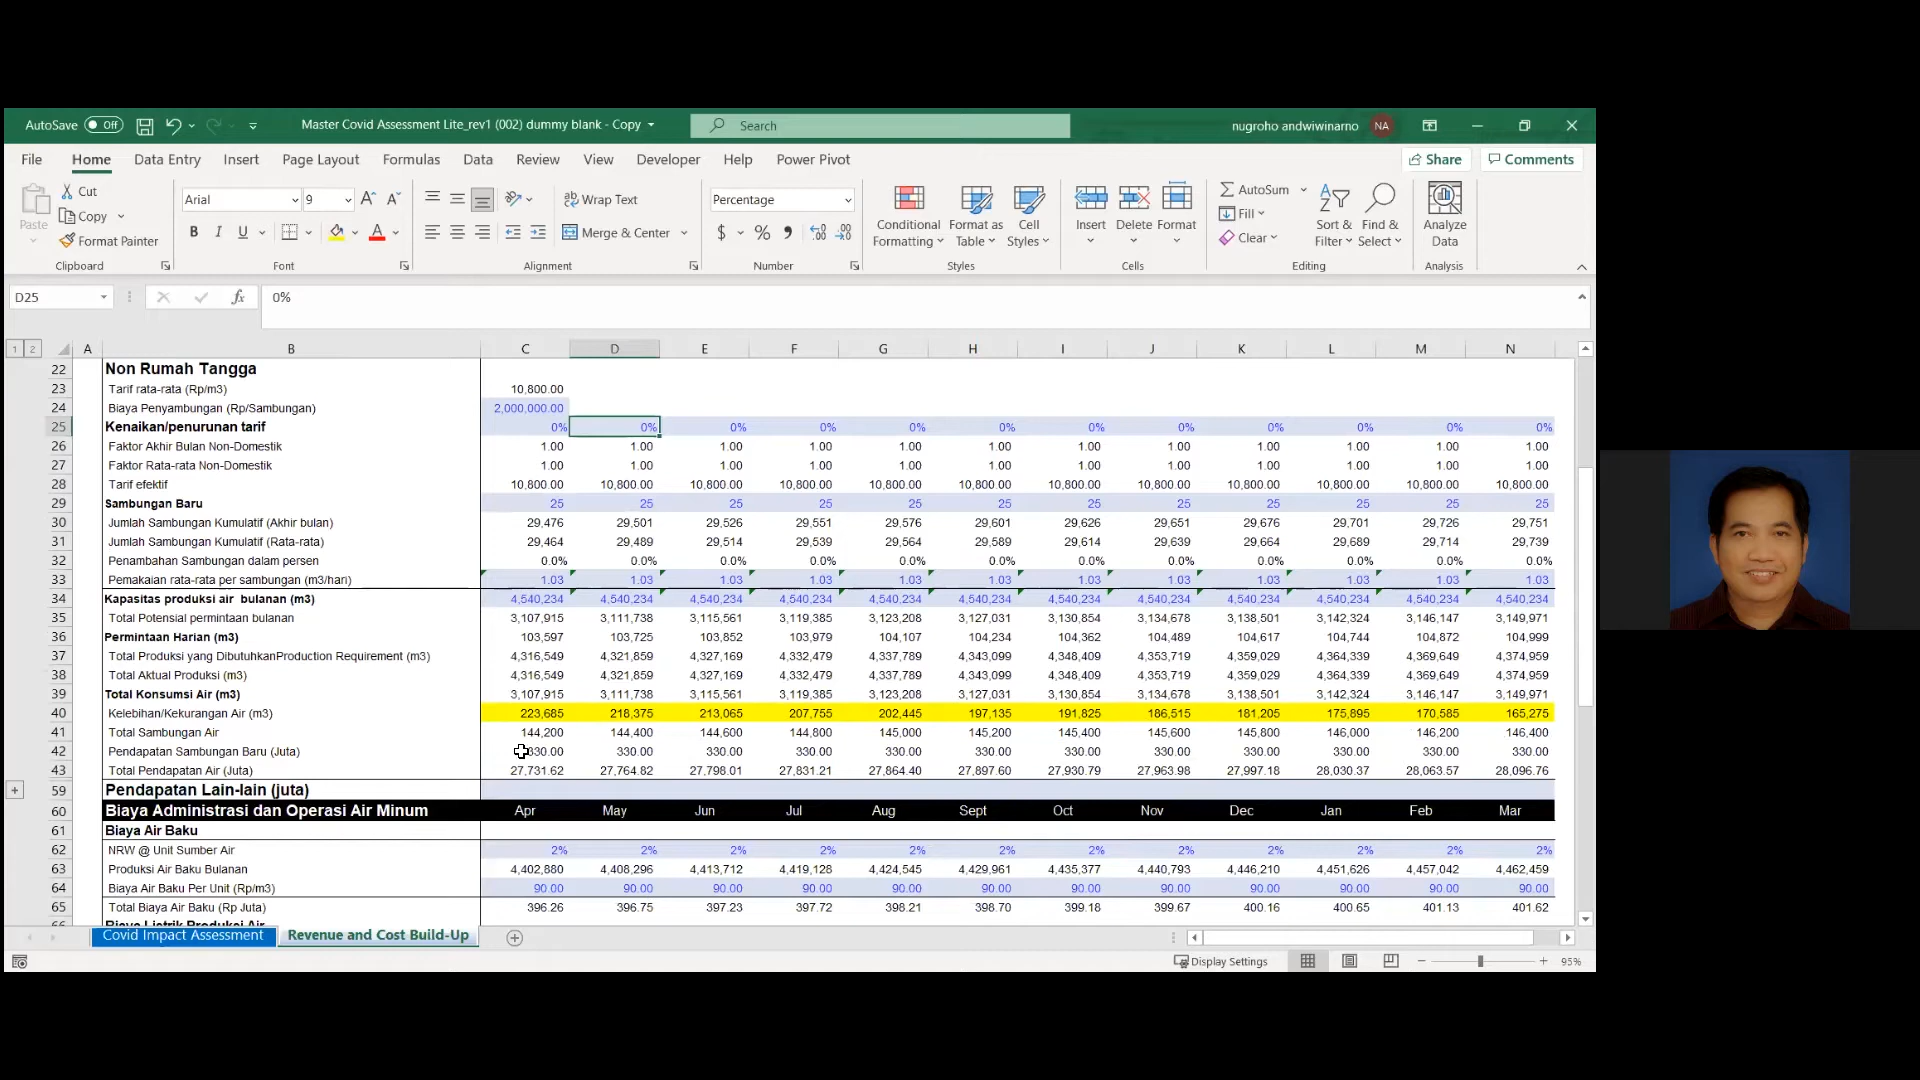 AutoSave Off Master Covid Assessment Lite_rev1 (002) dummy blank - Copy Search nugroho andwiwinarno NA
File Home Data Entry Insert Page Layout Formulas Data Review View Developer Help Power Pivot Share Comments
Paste Cut Copy Format Painter Clipboard
Arial 9 B I U Font
Wrap Text Merge & Center Alignment
Percentage $ % Number
Conditional Formatting Format as Table Cell Styles Styles
Insert Delete Format Cells
AutoSum Fill Clear Sort & Filter Find & Select Editing
Analyze Data Analysis
D25 fx 0%
1 2 A B C D E F G H I J K L M N
22 Non Rumah Tangga
23 Tarif rata-rata (Rp/m3) 10,800.00
24 Biaya Penyambungan (Rp/Sambungan) 2,000,000.00
25 Kenaikan/penurunan tarif 0% 0% 0% 0% 0% 0% 0% 0% 0% 0% 0% 0%
26 Faktor Akhir Bulan Non-Domestik 1.00 1.00 1.00 1.00 1.00 1.00 1.00 1.00 1.00 1.00 1.00 1.00
27 Faktor Rata-rata Non-Domestik 1.00 1.00 1.00 1.00 1.00 1.00 1.00 1.00 1.00 1.00 1.00 1.00
28 Tarif efektif 10,800.00 10,800.00 10,800.00 10,800.00 10,800.00 10,800.00 10,800.00 10,800.00 10,800.00 10,800.00 10,800.00 10,800.00
29 Sambungan Baru 25 25 25 25 25 25 25 25 25 25 25 25
30 Jumlah Sambungan Kumulatif (Akhir bulan) 29,476 29,501 29,526 29,551 29,576 29,601 29,626 29,651 29,676 29,701 29,726 29,751
31 Jumlah Sambungan Kumulatif (Rata-rata) 29,464 29,489 29,514 29,539 29,564 29,589 29,614 29,639 29,664 29,689 29,714 29,739
32 Penambahan Sambungan dalam persen 0.0% 0.0% 0.0% 0.0% 0.0% 0.0% 0.0% 0.0% 0.0% 0.0% 0.0% 0.0%
33 Pemakaian rata-rata per sambungan (m3/hari) 1.03 1.03 1.03 1.03 1.03 1.03 1.03 1.03 1.03 1.03 1.03 1.03
34 Kapasitas produksi air bulanan (m3) 4,540,234 4,540,234 4,540,234 4,540,234 4,540,234 4,540,234 4,540,234 4,540,234 4,540,234 4,540,234 4,540,234 4,540,234
35 Total Potensial permintaan bulanan 3,107,915 3,111,738 3,115,561 3,119,385 3,123,208 3,127,031 3,130,854 3,134,678 3,138,501 3,142,324 3,146,147 3,149,971
36 Permintaan Harian (m3) 103,597 103,725 103,852 103,979 104,107 104,234 104,362 104,489 104,617 104,744 104,872 104,999
37 Total Produksi yang DibutuhkanProduction Requirement (m3) 4,316,549 4,321,859 4,327,169 4,332,479 4,337,789 4,343,099 4,348,409 4,353,719 4,359,029 4,364,339 4,369,649 4,374,959
38 Total Aktual Produksi (m3) 4,316,549 4,321,859 4,327,169 4,332,479 4,337,789 4,343,099 4,348,409 4,353,719 4,359,029 4,364,339 4,369,649 4,374,959
39 Total Konsumsi Air (m3) 3,107,915 3,111,738 3,115,561 3,119,385 3,123,208 3,127,031 3,130,854 3,134,678 3,138,501 3,142,324 3,146,147 3,149,971
40 Kelebihan/Kekurangan Air (m3) 223,685 218,375 213,065 207,755 202,445 197,135 191,825 186,515 181,205 175,895 170,585 165,275
41 Total Sambungan Air 144,200 144,400 144,600 144,800 145,000 145,200 145,400 145,600 145,800 146,000 146,200 146,400
42 Pendapatan Sambungan Baru (Juta) 330.00 330.00 330.00 330.00 330.00 330.00 330.00 330.00 330.00 330.00 330.00 330.00
43 Total Pendapatan Air (Juta) 27,731.62 27,764.82 27,798.01 27,831.21 27,864.40 27,897.60 27,930.79 27,963.98 27,997.18 28,030.37 28,063.57 28,096.76
59 Pendapatan Lain-lain (juta)
60 Biaya Administrasi dan Operasi Air Minum Apr May Jun Jul Aug Sept Oct Nov Dec Jan Feb Mar
61 Biaya Air Baku
62 NRW @ Unit Sumber Air 2% 2% 2% 2% 2% 2% 2% 2% 2% 2% 2% 2%
63 Produksi Air Baku Bulanan 4,402,880 4,408,296 4,413,712 4,419,128 4,424,545 4,429,961 4,435,377 4,440,793 4,446,210 4,451,626 4,457,042 4,462,459
64 Biaya Air Baku Per Unit (Rp/m3) 90.00 90.00 90.00 90.00 90.00 90.00 90.00 90.00 90.00 90.00 90.00 90.00
65 Total Biaya Air Baku (Rp Juta) 396.26 396.75 397.23 397.72 398.21 398.70 399.18 399.67 400.16 400.65 401.13 401.62
66 Biaya Listrik Produksi Air
Covid Impact Assessment Revenue and Cost Build-Up
Display Settings 95%